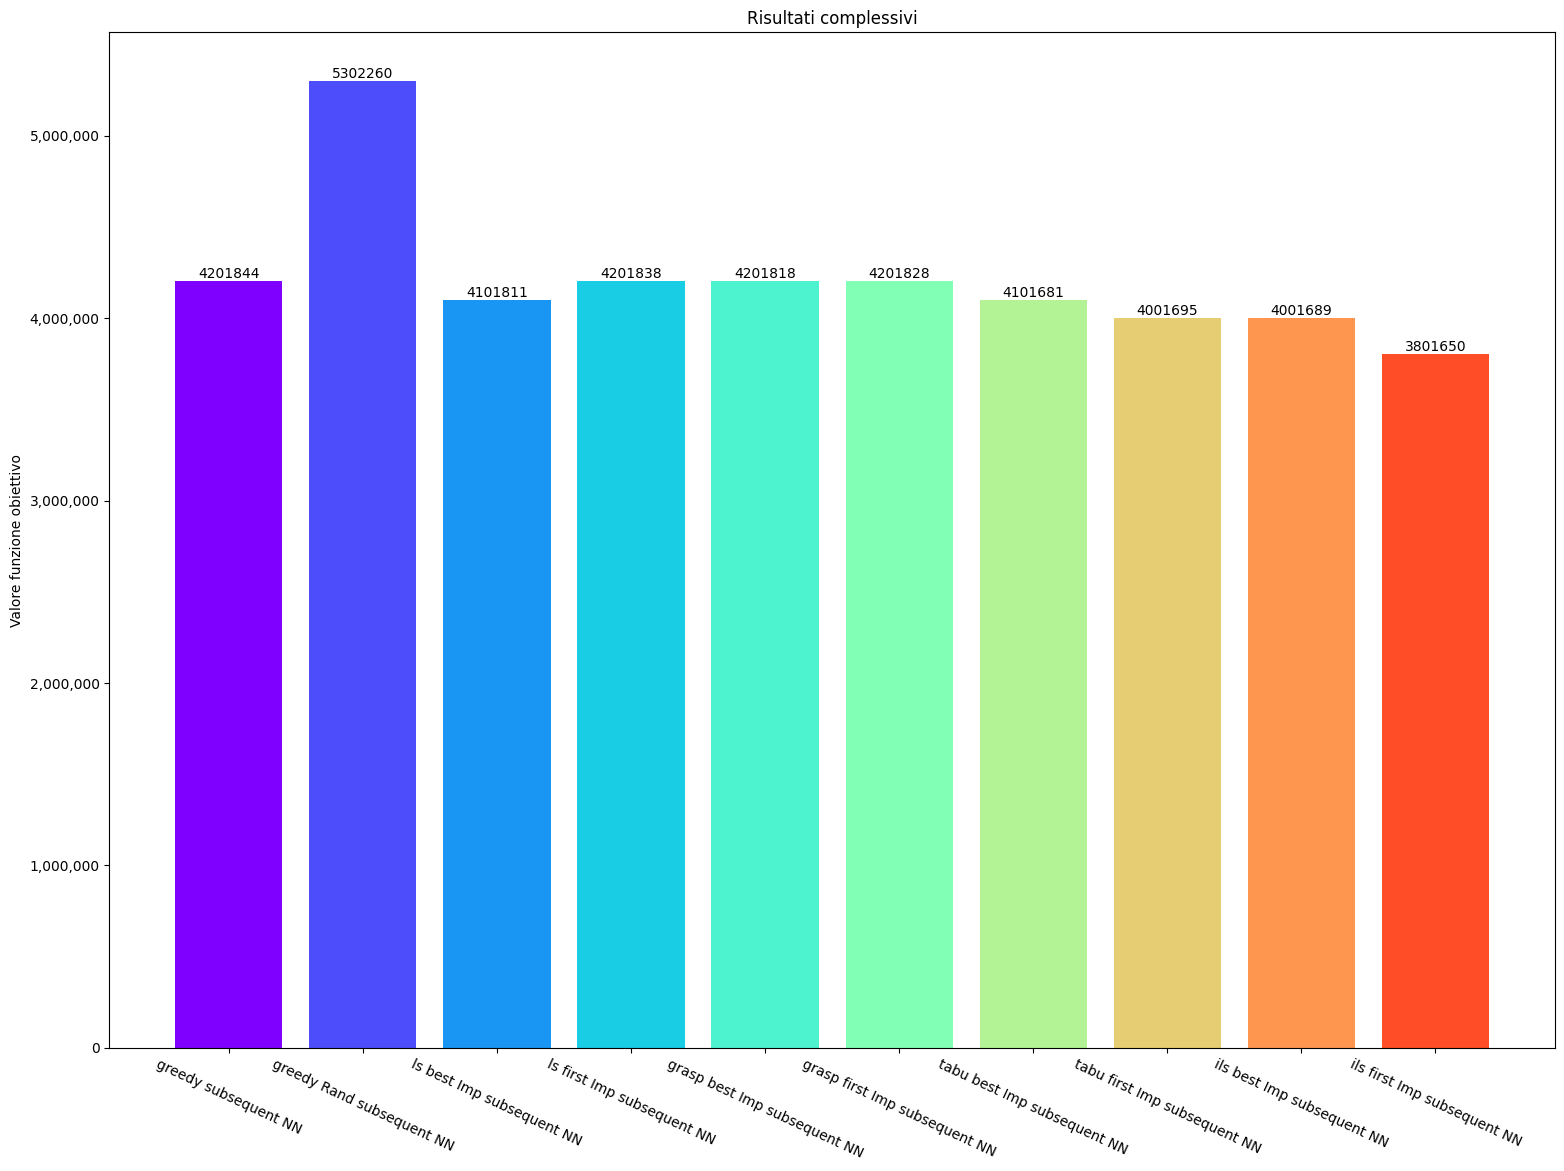 Risultati complessivi
Valore funzione obiettivo
5,000,000
4,000,000
3,000,000
2,000,000
1,000,000
0
4201844
5302260
4101811
4201838
4201818
4201828
4101681
4001695
4001689
3801650
greedy subsequent NN
greedy Rand subsequent NN
ls best Imp subsequent NN
ls first Imp subsequent NN
grasp best Imp subsequent NN
grasp first Imp subsequent NN
tabu best Imp subsequent NN
tabu first Imp subsequent NN
ils best Imp subsequent NN
ils first Imp subsequent NN